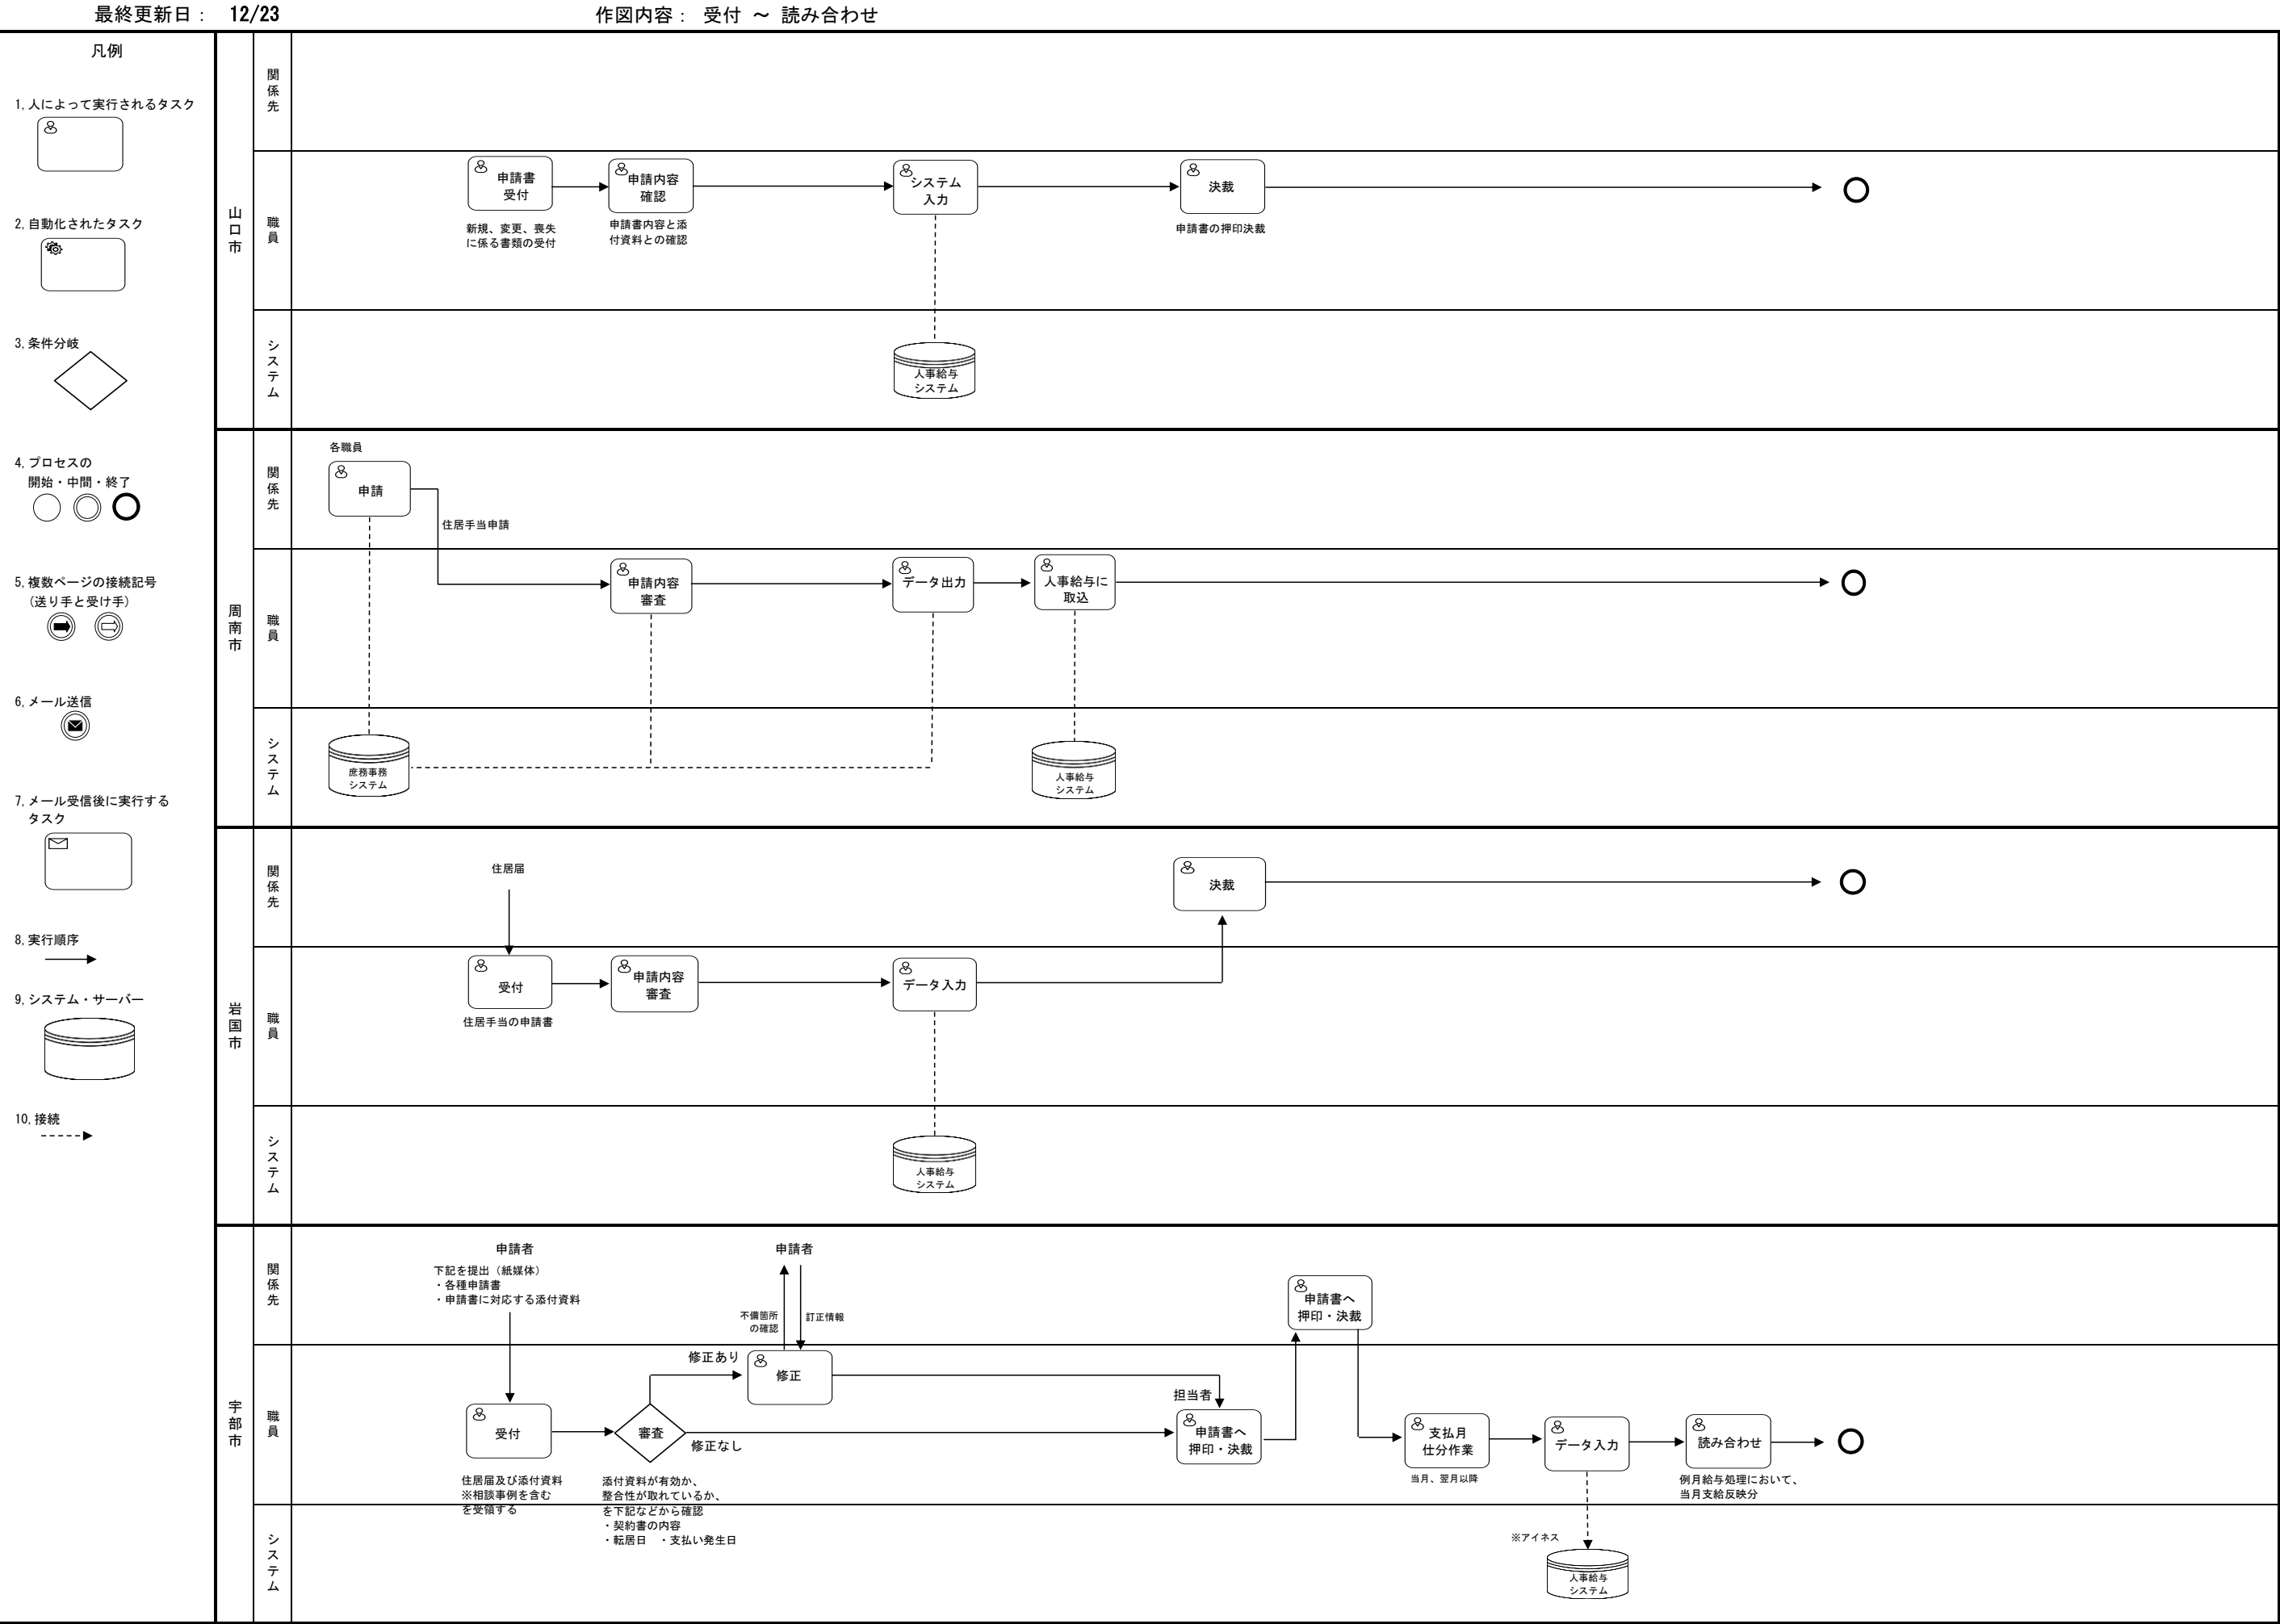 最終更新日： 12/23
作図内容： 受付 ～ 読み合わせ
凡例
1,人によって実行されるタスク
2,自動化されたタスク
3,条件分岐
4,プロセスの
開始・中間・終了
5,複数ページの接続記号
(送り手と受け手)
6,メール送信
7,メール受信後に実行する
タスク
8,実行順序
9,システム・サーバー
10,接続
山口市
関係先
職員
申請書
受付
新規、変更、喪失
に係る書類の受付
申請内容
確認
申請書内容と添
付資料との確認
システム
入力
決裁
申請書の押印決裁
システム
人事給与
システム
周南市
関係先
各職員
申請
住居手当申請
職員
申請内容
審査
データ出力
人事給与に
取込
システム
庶務事務
システム
人事給与
システム
岩国市
関係先
住居届
決裁
職員
受付
住居手当の申請書
申請内容
審査
データ入力
システム
人事給与
システム
宇部市
関係先
申請者
下記を提出（紙媒体）
・各種申請書
・申請書に対応する添付資料
申請者
不備箇所
の確認
訂正情報
申請書へ
押印・決裁
職員
受付
住居届及び添付資料
※相談事例を含む
を受領する
審査
修正あり
修正なし
添付資料が有効か、
整合性が取れているか、
を下記などから確認
・契約書の内容
・転居日 ・支払い発生日
修正
担当者
申請書へ
押印・決裁
支払月
仕分作業
当月、翌月以降
データ入力
読み合わせ
例月給与処理において、
当月支給反映分
システム
※アイネス
人事給与
システム